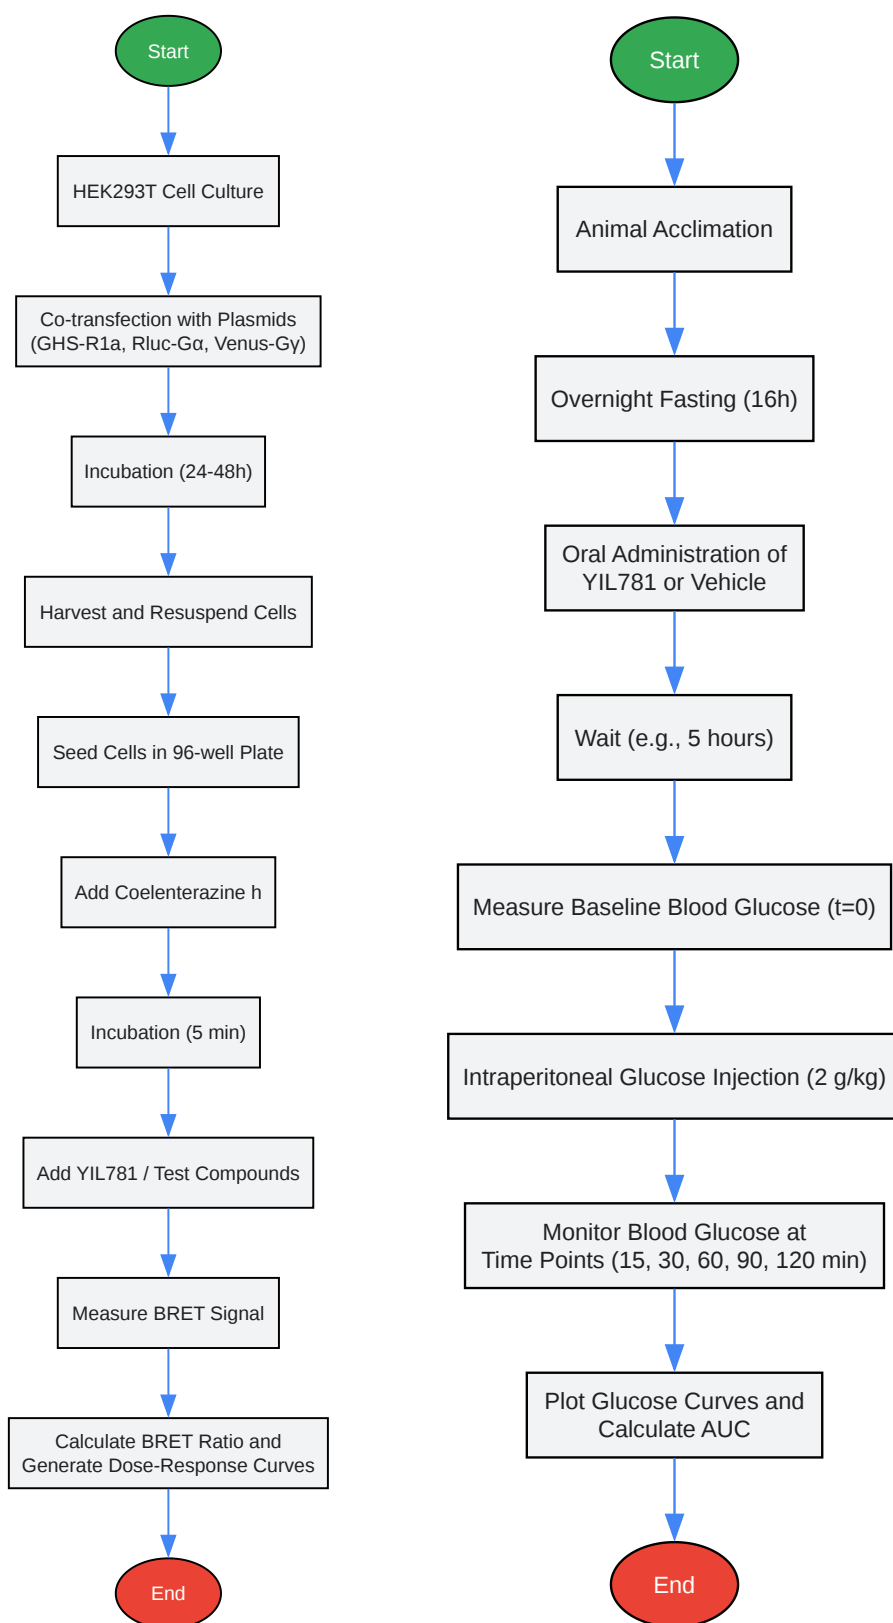 Start
HEK293T Cell Culture
Co-transfection with Plasmids
(GHS-R1a, Rluc-Gα, Venus-Gγ)
Incubation (24-48h)
Harvest and Resuspend Cells
Seed Cells in 96-well Plate
Add Coelenterazine h
Incubation (5 min)
Add YIL781 / Test Compounds
Measure BRET Signal
Calculate BRET Ratio and
Generate Dose-Response Curves
End
Start
Animal Acclimation
Overnight Fasting (16h)
Oral Administration of
YIL781 or Vehicle
Wait (e.g., 5 hours)
Measure Baseline Blood Glucose (t=0)
Intraperitoneal Glucose Injection (2 g/kg)
Monitor Blood Glucose at
Time Points (15, 30, 60, 90, 120 min)
Plot Glucose Curves and
Calculate AUC
End